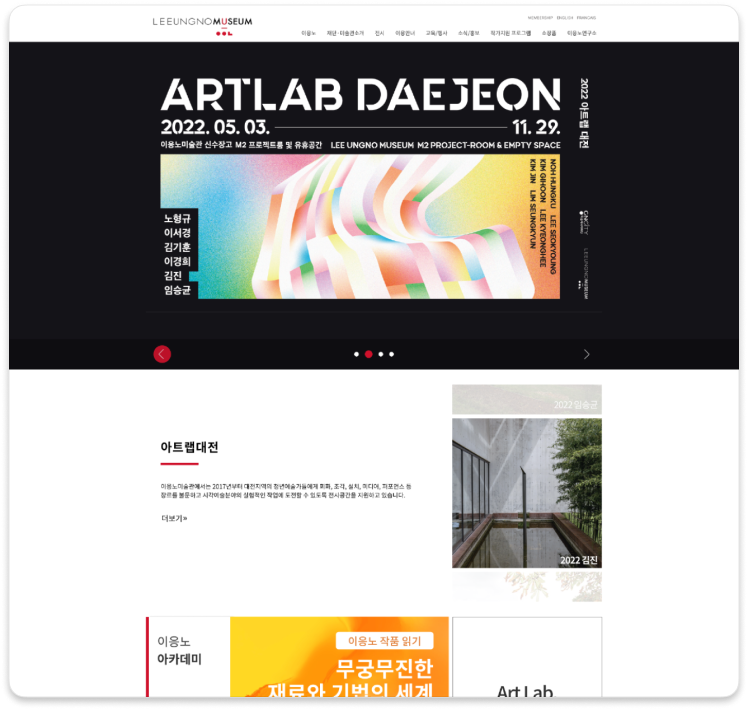 LEEUNGNOMUSEUM
MEMBERSHIP ENGLISH FRANCAIS
이응노 재단·미술관소개 전시 이용안내 교육/행사 소식/홍보 작가지원 프로그램 소장품 이응노연구소
ARTLAB DAEJEON
2022. 05. 03. 11. 29.
이응노미술관 신수장고 M2 프로젝트룸 및 유휴공간 LEE UNGNO MUSEUM M2 PROJECT-ROOM & EMPTY SPACE
2022 아트랩 대전
노형규
이서경
김기훈
이경희
김진
임승균
NOH HUNGKU LEE SEOKYOUNG
KIM GIHOON LEE KYEONGHEE
KIM JIN LIM SEUNGKYUN
CNCITY
LEEUNGNOMUSEUM
2022 임승균
아트랩대전
이응노미술관에서는 2017년부터 대전지역의 청년예술가들에게 회화, 조각, 설치, 미디어, 퍼포먼스 등
장르를 불문하고 시각예술분야의 실험적인 작업에 도전할 수 있도록 전시공간을 지원하고 있습니다.
더보기»
2022 김진
이응노
아카데미
이응노 작품 읽기
무궁무진한
재료와 기법의 세계
Art Lab.